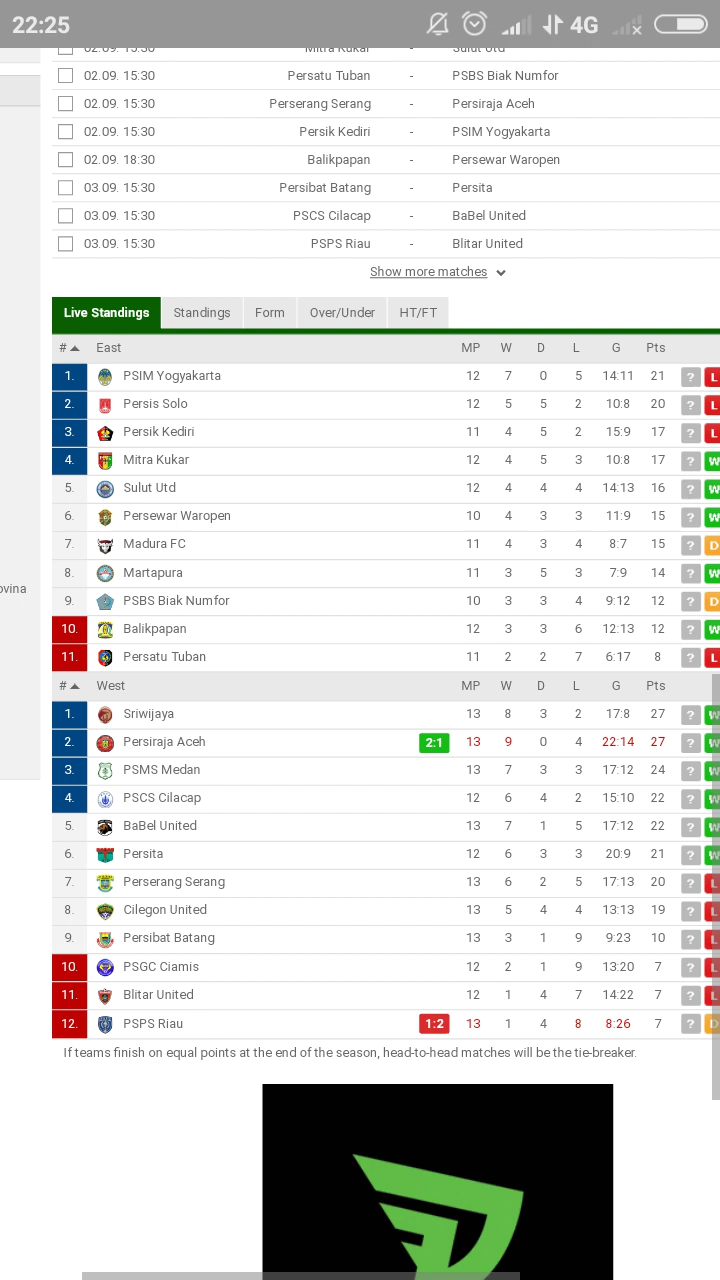 22:25 4G
02.09. 15:30 Mitra Kukar - Sulut Utd
02.09. 15:30 Persatu Tuban - PSBS Biak Numfor
02.09. 15:30 Perserang Serang - Persiraja Aceh
02.09. 15:30 Persik Kediri - PSIM Yogyakarta
02.09. 18:30 Balikpapan - Persewar Waropen
03.09. 15:30 Persibat Batang - Persita
03.09. 15:30 PSCS Cilacap - BaBel United
03.09. 15:30 PSPS Riau - Blitar United
Show more matches
Live Standings Standings Form Over/Under HT/FT
# East MP W D L G Pts
1. PSIM Yogyakarta 12 7 0 5 14:11 21 ? L
2. Persis Solo 12 5 5 2 10:8 20 ? L
3. Persik Kediri 11 4 5 2 15:9 17 ? L
4. Mitra Kukar 12 4 5 3 10:8 17 ? W
5. Sulut Utd 12 4 4 4 14:13 16 ? W
6. Persewar Waropen 10 4 3 3 11:9 15 ? W
7. Madura FC 11 4 3 4 8:7 15 ? D
8. Martapura 11 3 5 3 7:9 14 ? W
9. PSBS Biak Numfor 10 3 3 4 9:12 12 ? D
ovina
10. Balikpapan 12 3 3 6 12:13 12 ? W
11. Persatu Tuban 11 2 2 7 6:17 8 ? L
# West MP W D L G Pts
1. Sriwijaya 13 8 3 2 17:8 27 ? W
2. Persiraja Aceh 2:1 13 9 0 4 22:14 27 ? W
3. PSMS Medan 13 7 3 3 17:12 24 ? W
4. PSCS Cilacap 12 6 4 2 15:10 22 ? W
5. BaBel United 13 7 1 5 17:12 22 ? W
6. Persita 12 6 3 3 20:9 21 ? W
7. Perserang Serang 13 6 2 5 17:13 20 ? L
8. Cilegon United 13 5 4 4 13:13 19 ? L
9. Persibat Batang 13 3 1 9 9:23 10 ? L
10. PSGC Ciamis 12 2 1 9 13:20 7 ? L
11. Blitar United 12 1 4 7 14:22 7 ? L
12. PSPS Riau 1:2 13 1 4 8 8:26 7 ? D
If teams finish on equal points at the end of the season, head-to-head matches will be the tie-breaker.